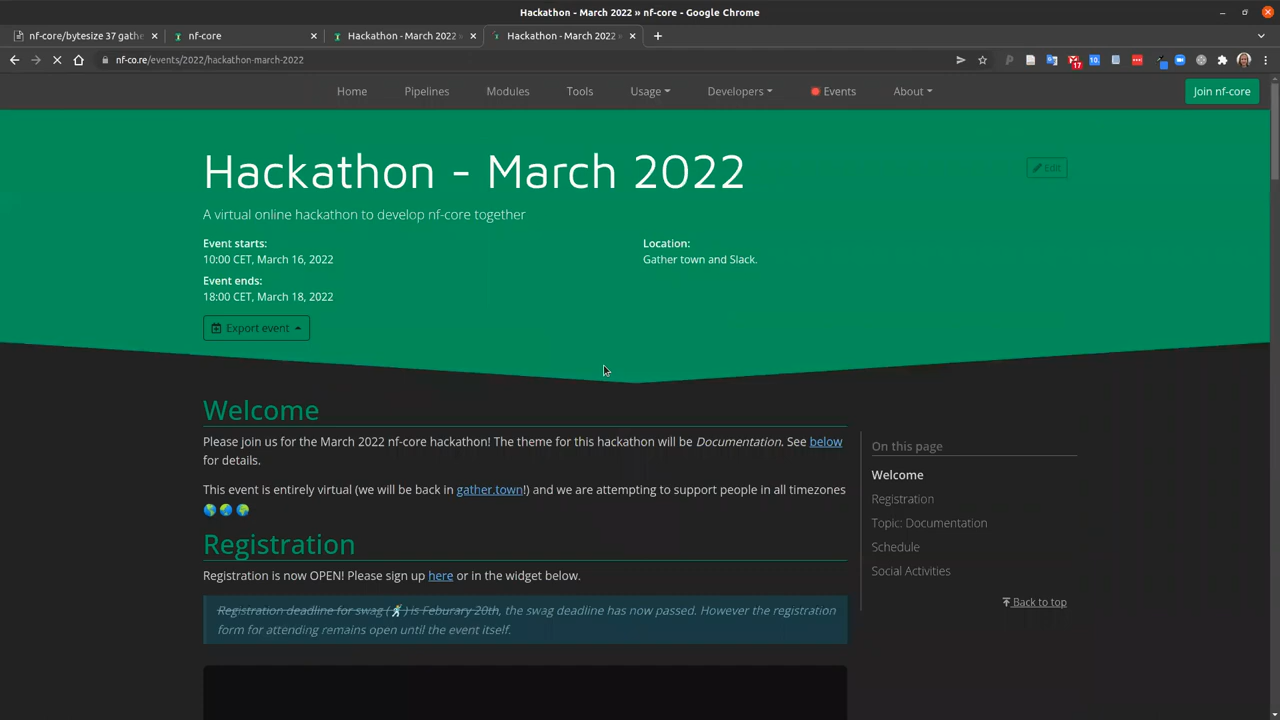 Hackathon - March 2022 » nf-core - Google Chrome
nf-core/bytesize 37 gathe
nf-core
Hackathon - March 2022 »
Hackathon - March 2022 »
nf-co.re/events/2022/hackathon-march-2022
17
10.
Home
Pipelines
Modules
Tools
Usage
Developers
Events
About
Join nf-core
Hackathon - March 2022
Edit
A virtual online hackathon to develop nf-core together
Event starts:
10:00 CET, March 16, 2022
Location:
Gather town and Slack.
Event ends:
18:00 CET, March 18, 2022
Export event
Welcome
Please join us for the March 2022 nf-core hackathon! The theme for this hackathon will be Documentation. See below
for details.
This event is entirely virtual (we will be back in gather.town!) and we are attempting to support people in all timezones
Registration
Registration is now OPEN! Please sign up here or in the widget below.
Registration deadline for swag ( ) is Feburary 20th, the swag deadline has now passed. However the registration
form for attending remains open until the event itself.
On this page
Welcome
Registration
Topic: Documentation
Schedule
Social Activities
Back to top